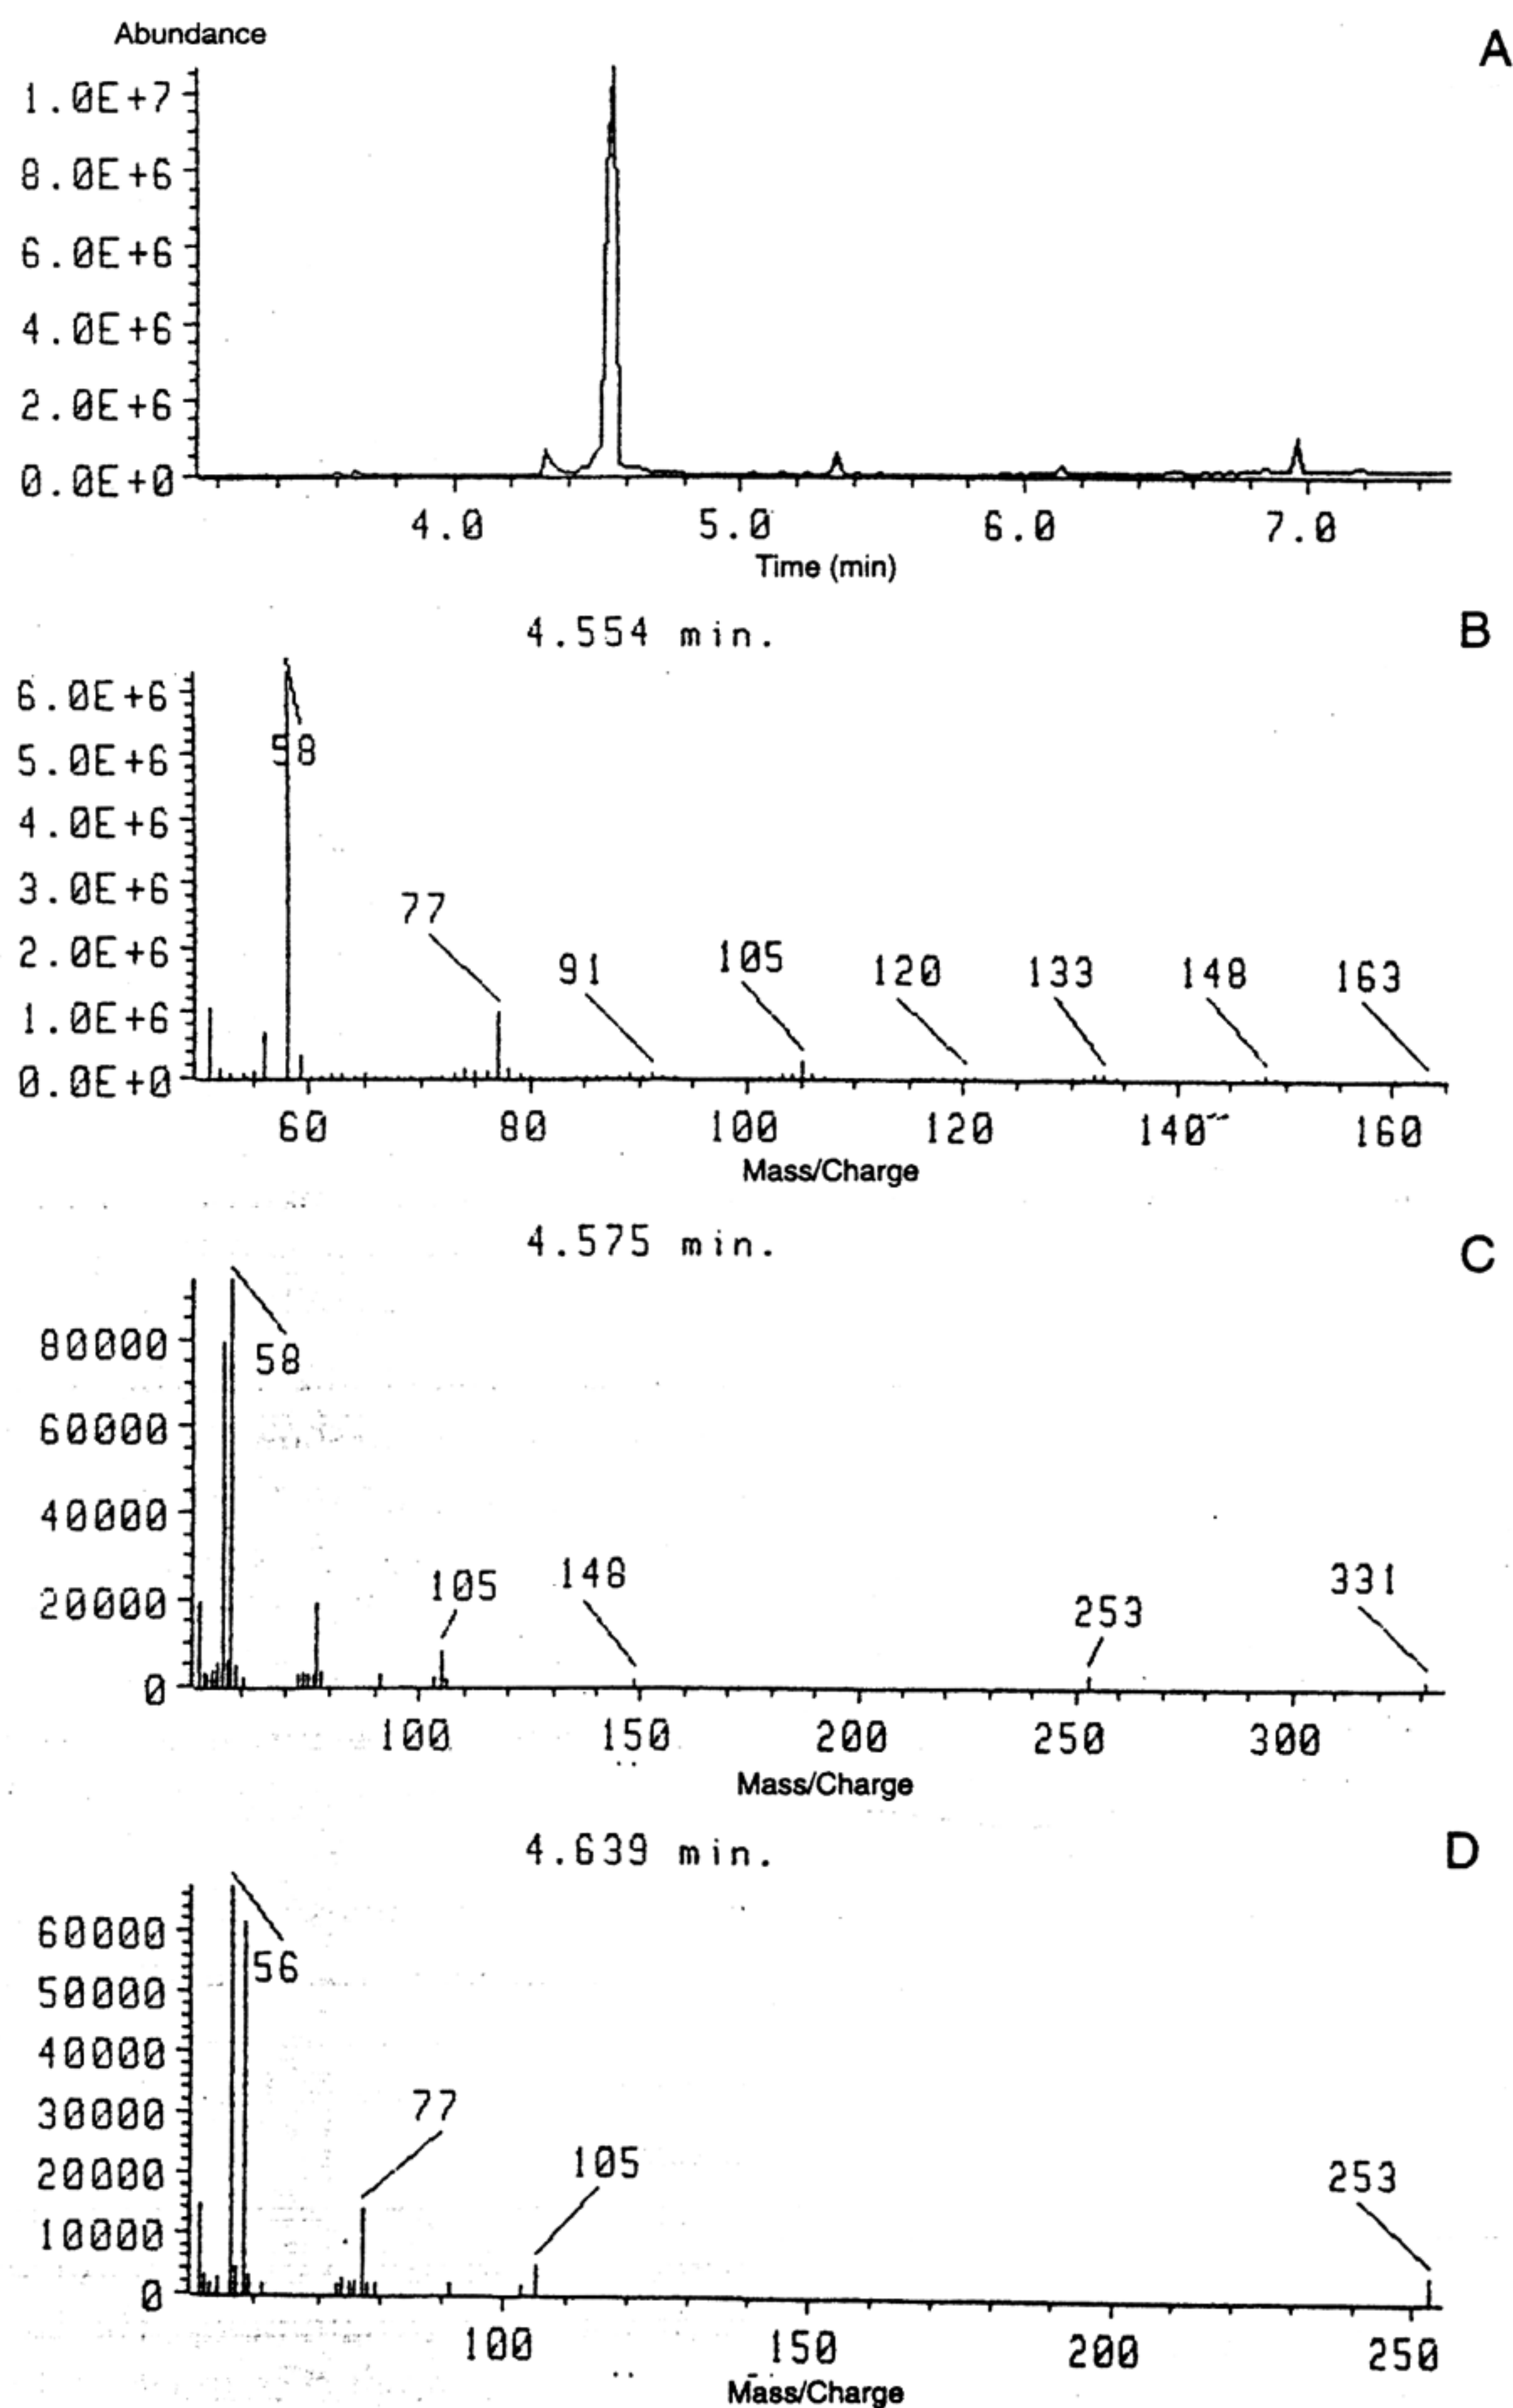 Abundance
A
1.0E+7
8.0E+6
6.0E+6
4.0E+6
2.0E+6
0.0E+0
4.0 5.0 6.0 7.0
Time (min)
4.554 min.
B
6.0E+6
58
5.0E+6
4.0E+6
3.0E+6
77
2.0E+6
91 105 120 133 148 163
1.0E+6
0.0E+0
60 80 100 120 140 160
Mass/Charge
4.575 min.
C
80000
58
60000
40000
20000
105 148 253 331
0
100 150 200 250 300
Mass/Charge
4.639 min.
D
60000
56
50000
40000
30000
77
20000
105 253
10000
0
100 150 200 250
Mass/Charge